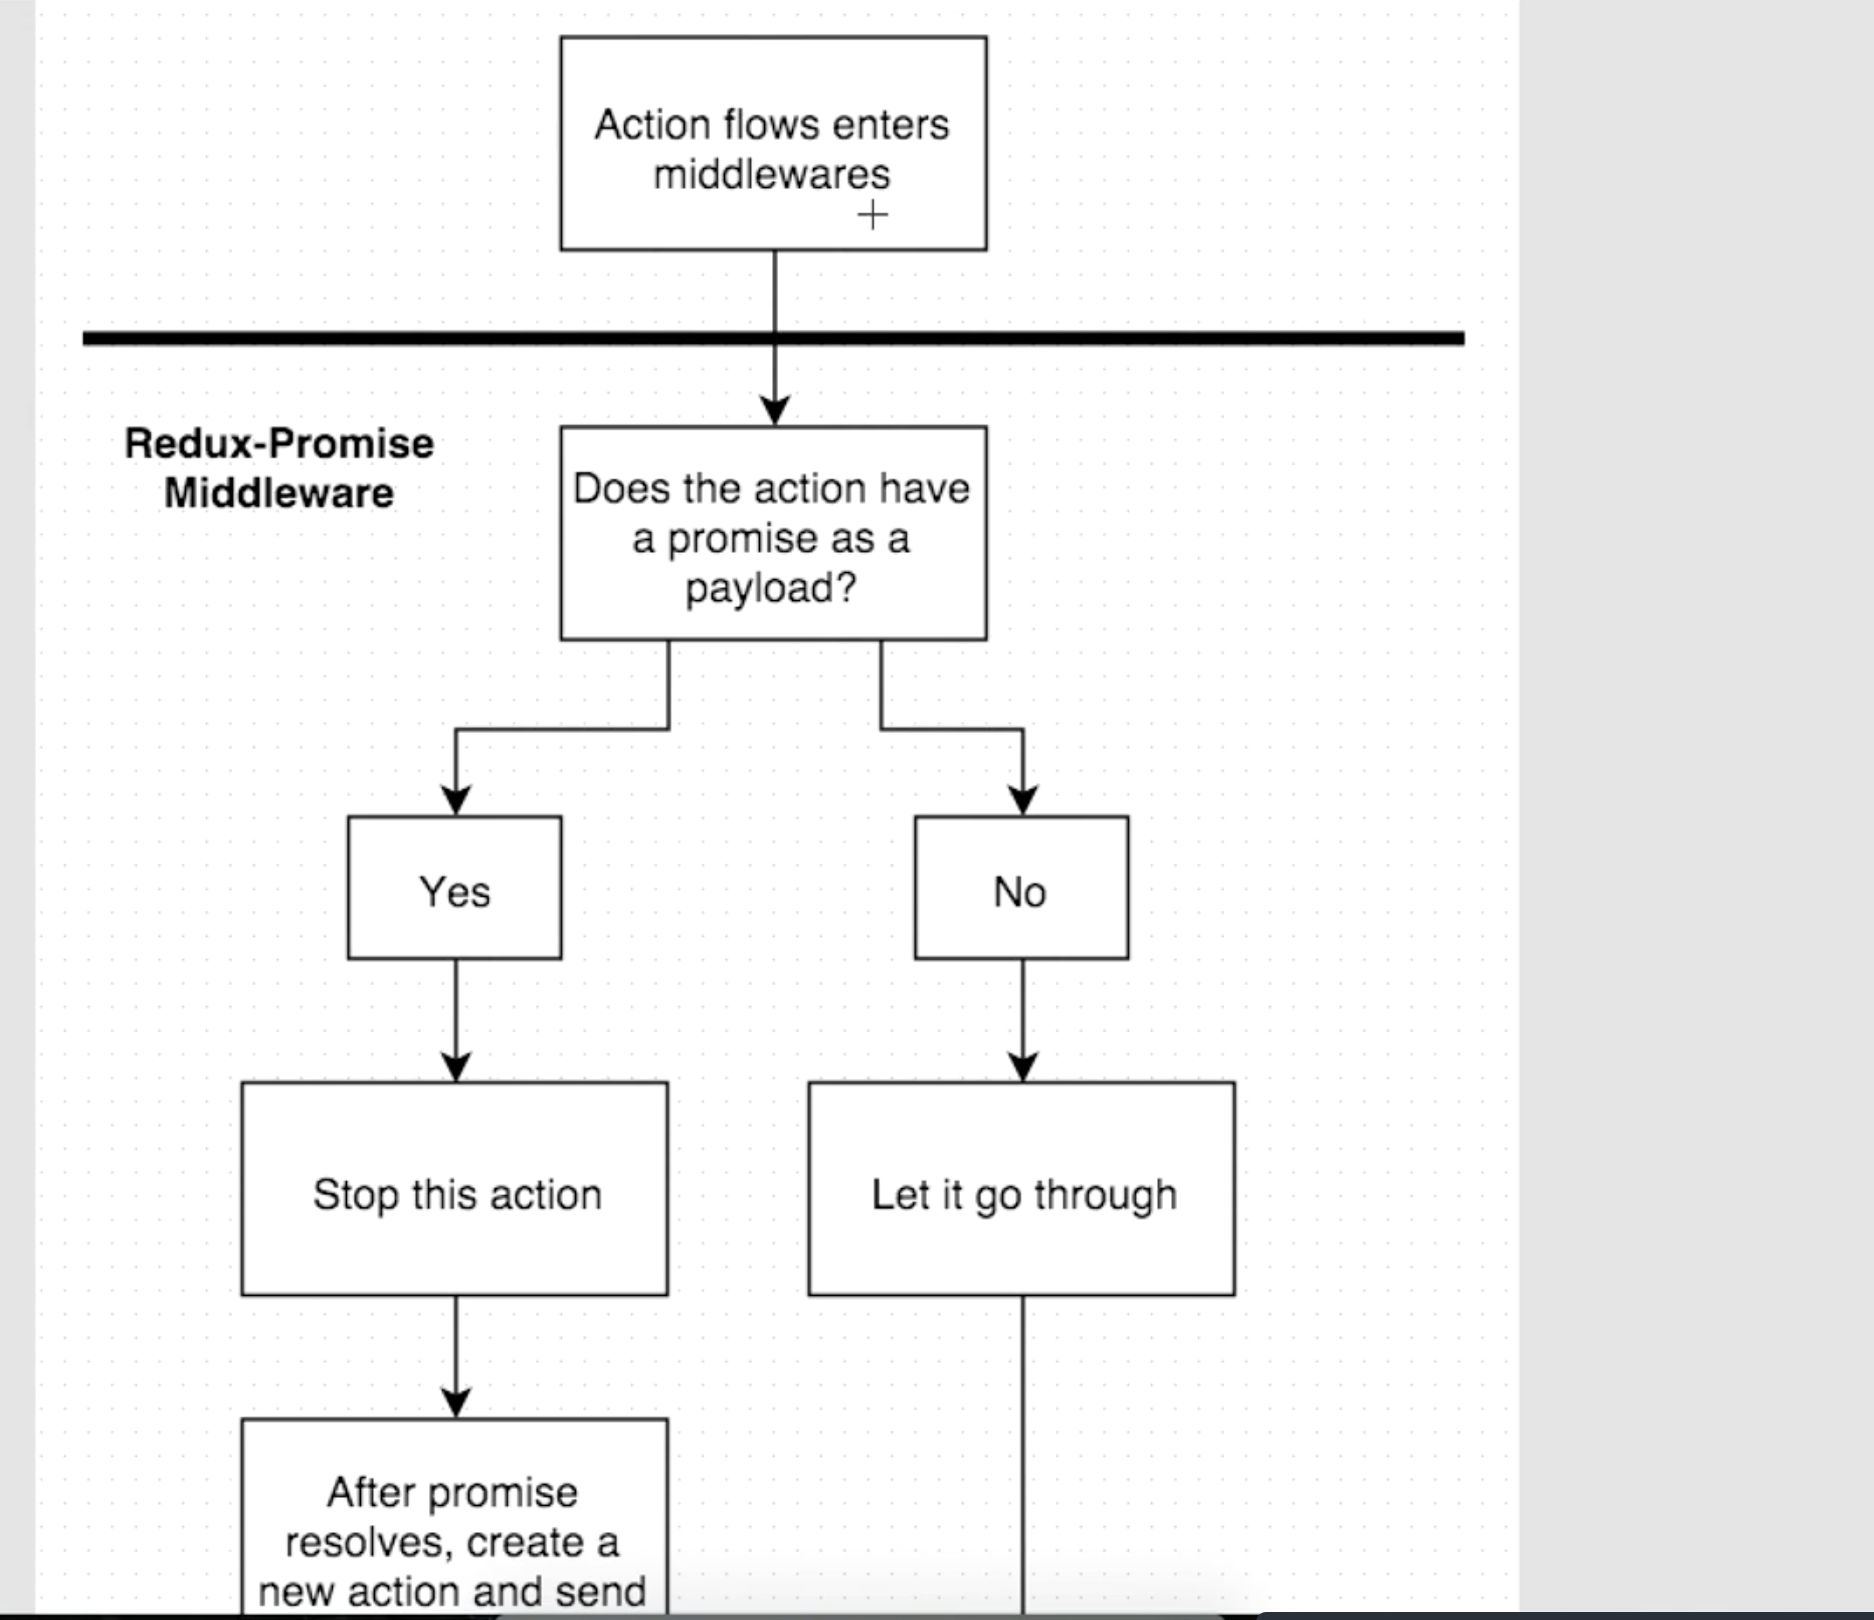 Action flows enters
middlewares
Redux-Promise
Middleware
Does the action have
a promise as a
payload?
Yes
No
Stop this action
Let it go through
After promise
resolves, create a
new action and send